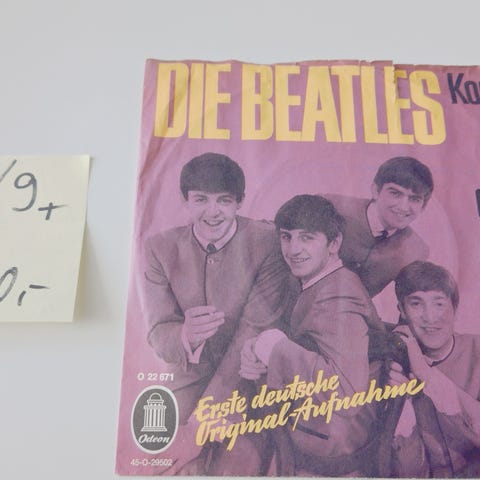 DIE BEATLES
Ko
/9+
0,-
O 22 671
Erste deutsche
Original-Aufnahme
Odeon
45-O-29502